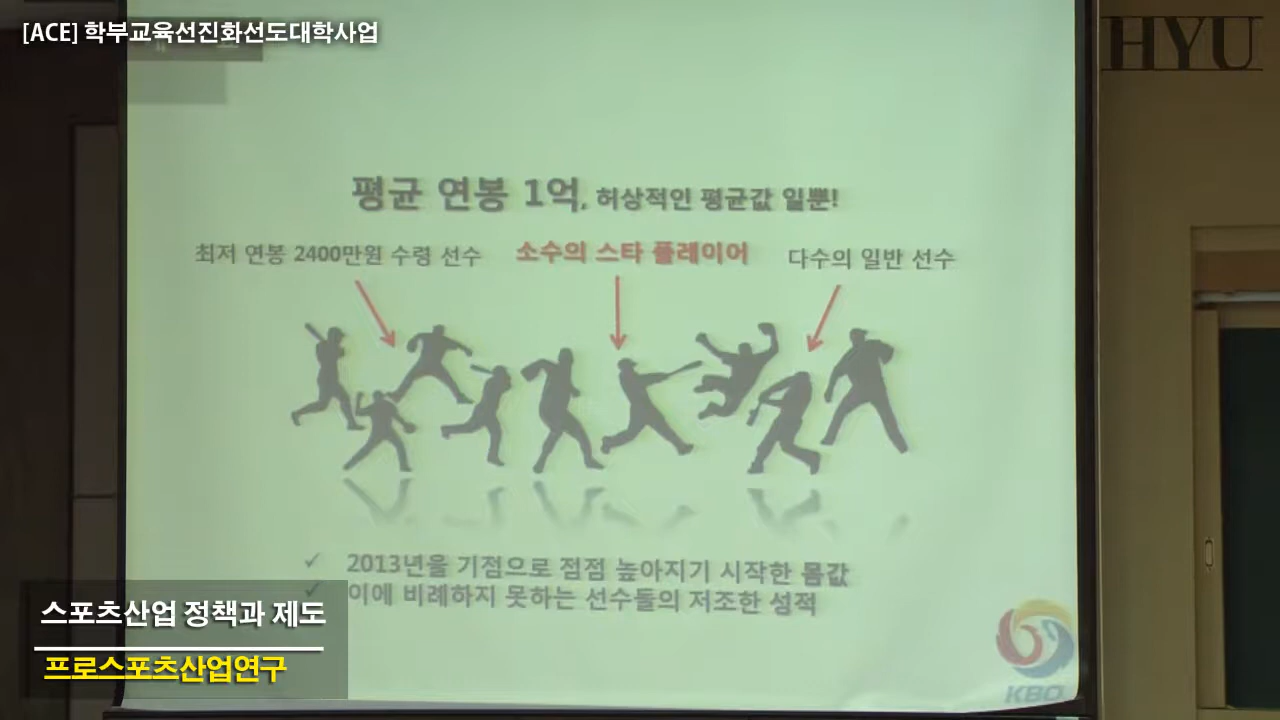 [ACE] 학부교육선진화선도대학사업
HYU
평균 연봉 1억, 허상적인 평균값 일뿐!
최저 연봉 2400만원 수령 선수
소수의 스타 플레이어
다수의 일반 선수
✓ 2013년을 기점으로 점점 높아지기 시작한 몸값
✓ 이에 비례하지 못하는 선수들의 저조한 성적
스포츠산업 정책과 제도
프로스포츠산업연구
KBO